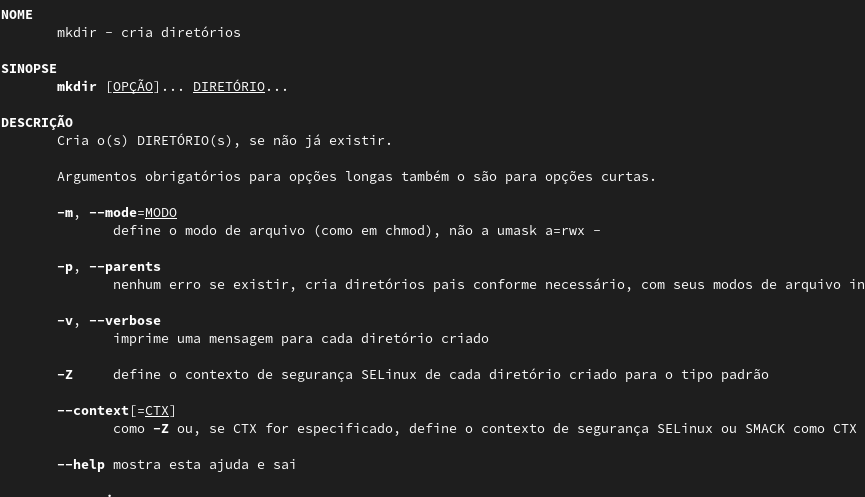 NOME
mkdir - cria diretórios
SINOPSE
mkdir [OPÇÃO]... DIRETÓRIO...
DESCRIÇÃO
Cria o(s) DIRETÓRIO(s), se não já existir.
Argumentos obrigatórios para opções longas também o são para opções curtas.
-m, --mode=MODO
define o modo de arquivo (como em chmod), não a umask a=rwx -
-p, --parents
nenhum erro se existir, cria diretórios pais conforme necessário, com seus modos de arquivo in
-v, --verbose
imprime uma mensagem para cada diretório criado
-Z define o contexto de segurança SELinux de cada diretório criado para o tipo padrão
--context[=CTX]
como -Z ou, se CTX for especificado, define o contexto de segurança SELinux ou SMACK como CTX
--help mostra esta ajuda e sai